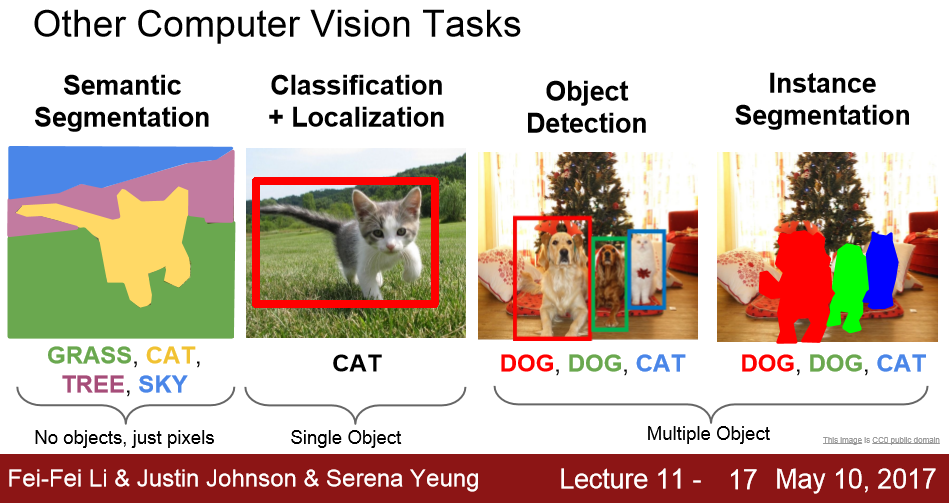 Other Computer Vision Tasks
Semantic
Segmentation
Classification
+ Localization
Object
Detection
Instance
Segmentation
GRASS, CAT,
TREE, SKY
CAT
DOG, DOG, CAT
DOG, DOG, CAT
No objects, just pixels
Single Object
Multiple Object
This image is CC0 public domain
Fei-Fei Li & Justin Johnson & Serena Yeung
Lecture 11 - 17 May 10, 2017